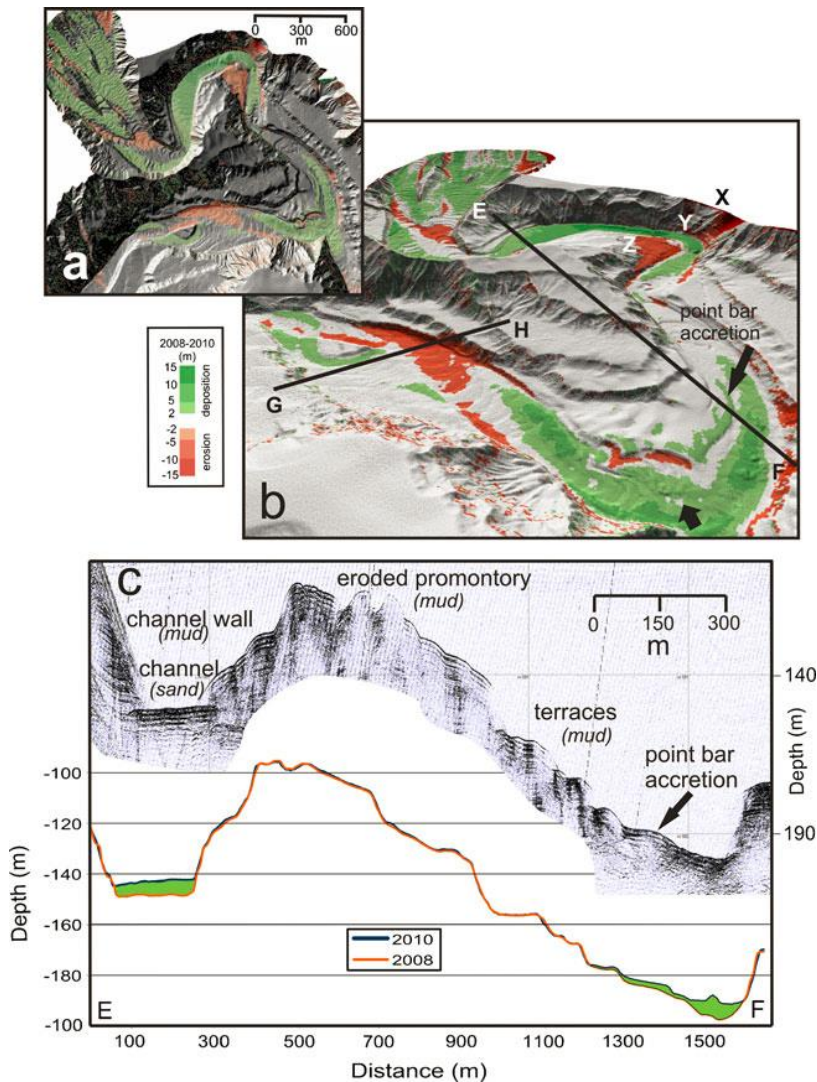 0 300 600
m
a
E
X
Y
Z
point bar
accretion
H
G
F
b
2008-2010
(m)
15
10
5
2
deposition
-2
-5
-10
-15
erosion
C
eroded promontory
(mud)
channel wall
(mud)
channel
(sand)
0 150 300
m
terraces
(mud)
point bar
accretion
140
190
Depth (m)
-100
-120
-140
-160
-180
-100
Depth (m)
2010
2008
E
F
100 300 500 700 900 1100 1300 1500
Distance (m)